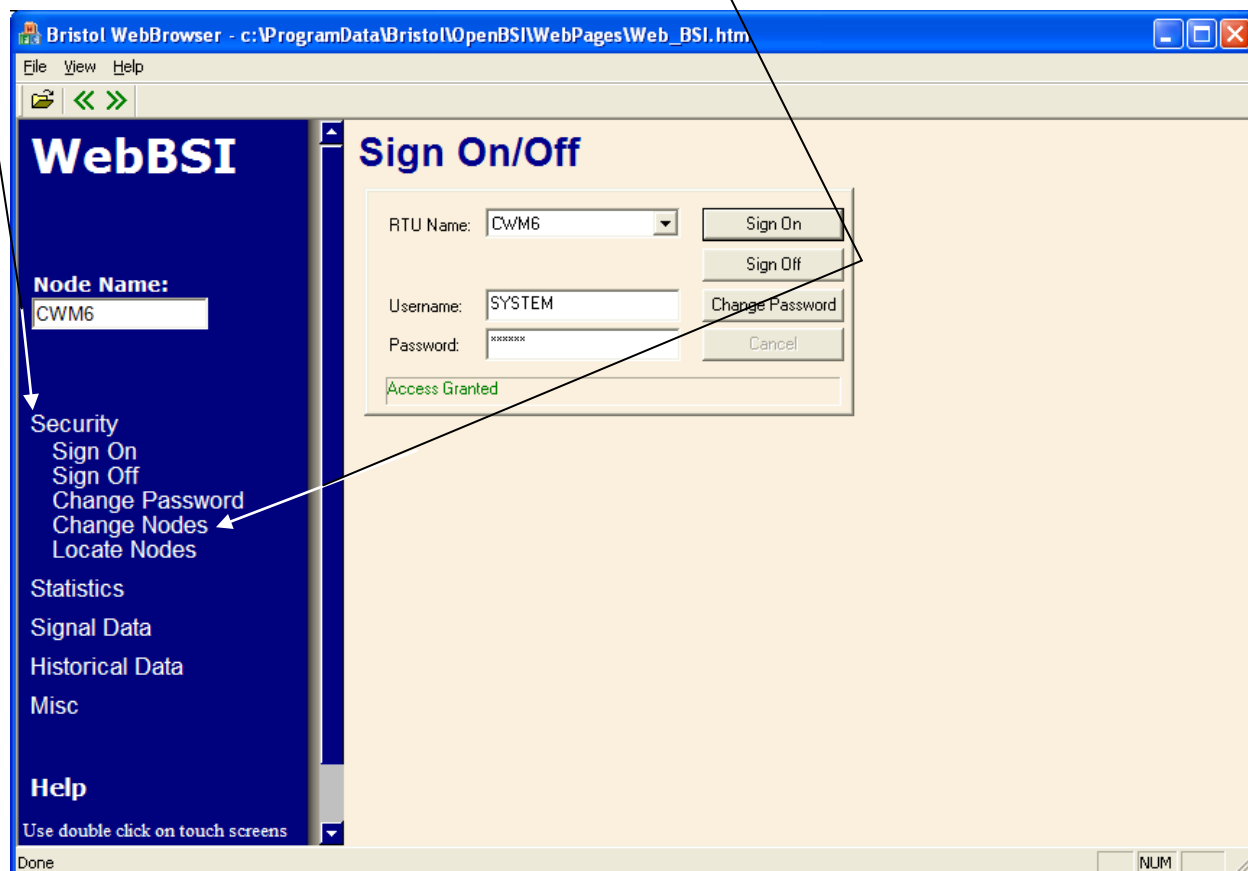 Bristol WebBrowser - c:\ProgramData\Bristol\OpenBSI\WebPages\Web_BSI.htm
File View Help
WebBSI
Node Name:
CWM6
Security
Sign On
Sign Off
Change Password
Change Nodes
Locate Nodes
Statistics
Signal Data
Historical Data
Misc
Help
Use double click on touch screens
Sign On/Off
RTU Name: CWM6 Sign On
Sign Off
Username: SYSTEM Change Password
Password: ****** Cancel
Access Granted
Done NUM